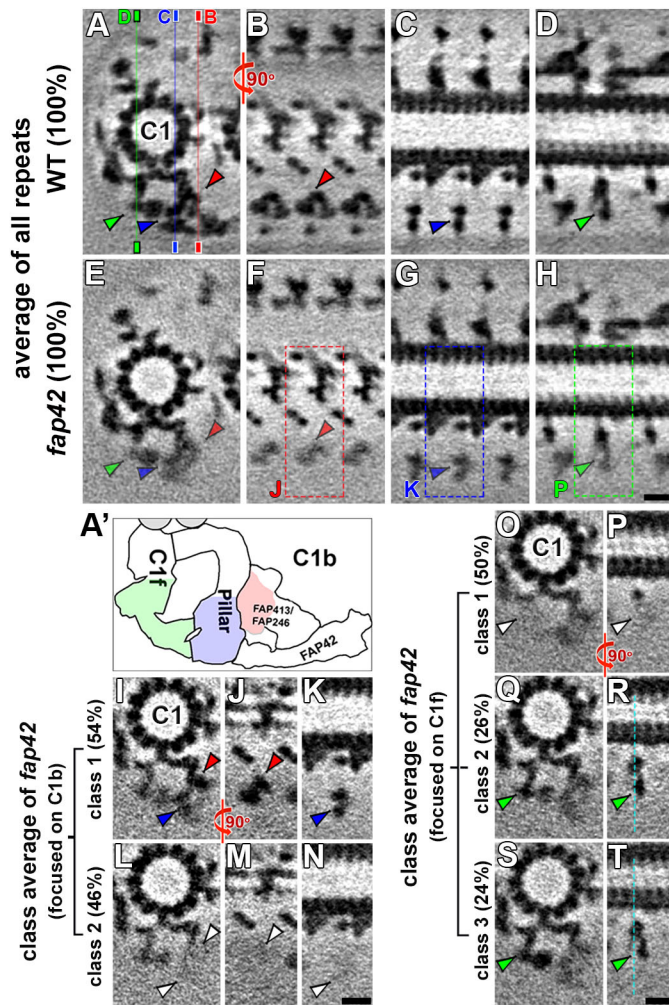 average of all repeats
WT (100%)
A
D
C
B
C1
B
90°
C
D
fap42 (100%)
E
F
J
G
K
H
P
A'
C1f
Pillar
C1b
FAP413/
FAP246
FAP42
class average of fap42
(focused on C1b)
class 1 (54%)
I
C1
J
K
90°
class 2 (46%)
L
M
N
class average of fap42
(focused on C1f)
class 1 (50%)
O
C1
P
90°
class 2 (26%)
Q
R
class 3 (24%)
S
T